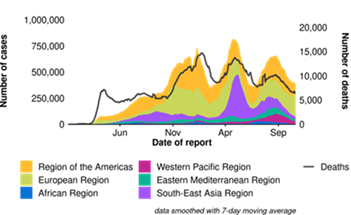 1,000,000
750,000
500,000
250,000
0
Number of cases
20,000
15,000
10,000
5,000
0
Number of deaths
Jun Nov Apr Sep
Date of report
Region of the Americas
European Region
African Region
Western Pacific Region
Eastern Mediterranean Region
South-East Asia Region
Deaths
data smoothed with 7-day moving average